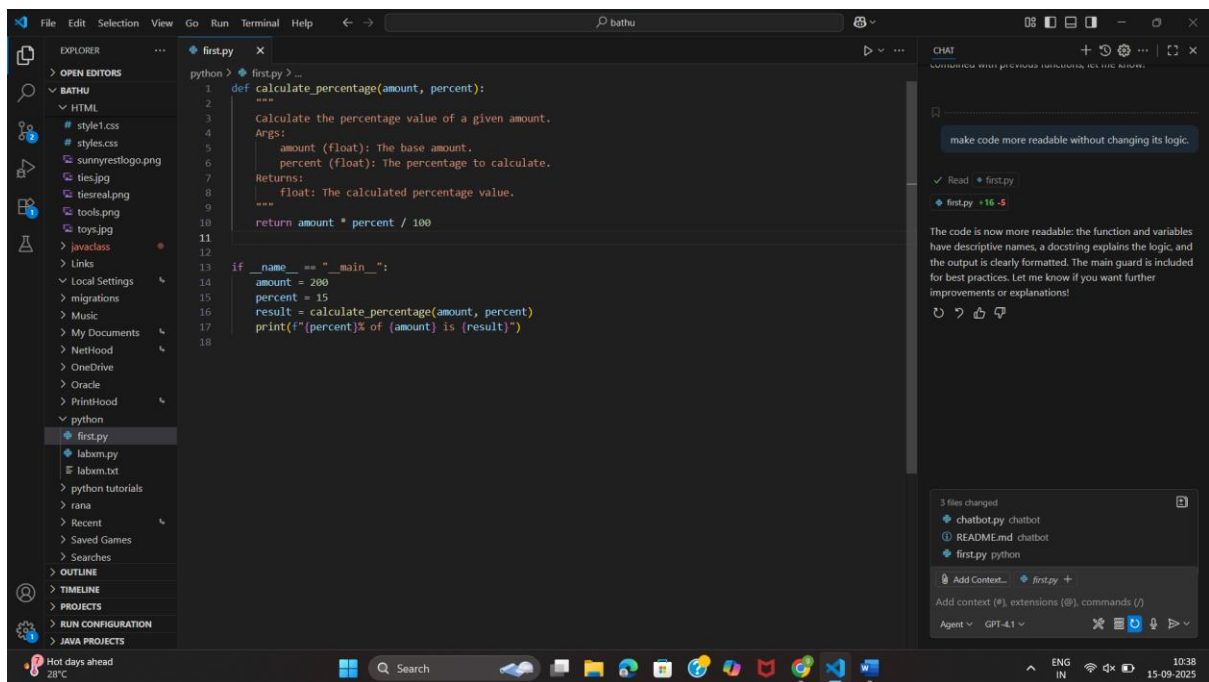 File Edit Selection View Go Run Terminal Help
bathu
EXPLORER
OPEN EDITORS
BATHU
HTML
# style1.css
# styles.css
sunnyrestlogo.png
ties.jpg
tiesreal.png
tools.png
toys.jpg
javaclass
Links
Local Settings
migrations
Music
My Documents
NetHood
OneDrive
Oracle
PrintHood
python
first.py
labxm.py
labxm.txt
python tutorials
rana
Recent
Saved Games
Searches
OUTLINE
TIMELINE
PROJECTS
RUN CONFIGURATION
JAVA PROJECTS
2
1
1
first.py
python > first.py > ...
1 def calculate_percentage(amount, percent):
2 """
3 Calculate the percentage value of a given amount.
4 Args:
5 amount (float): The base amount.
6 percent (float): The percentage to calculate.
7 Returns:
8 float: The calculated percentage value.
9 """
10 return amount * percent / 100
11
12
13 if __name__ == "__main__":
14 amount = 200
15 percent = 15
16 result = calculate_percentage(amount, percent)
17 print(f"{percent}% of {amount} is {result}")
18
CHAT
combined with previous functions, let me know!
make code more readable without changing its logic.
Read first.py
first.py +16 -5
The code is now more readable: the function and variables
have descriptive names, a docstring explains the logic, and
the output is clearly formatted. The main guard is included
for best practices. Let me know if you want further
improvements or explanations!
3 files changed
chatbot.py chatbot
README.md chatbot
first.py python
Add Context... first.py +
Add context (#), extensions (@), commands (/)
Agent GPT-4.1
Hot days ahead
28°C
Search
ENG
IN
10:38
15-09-2025